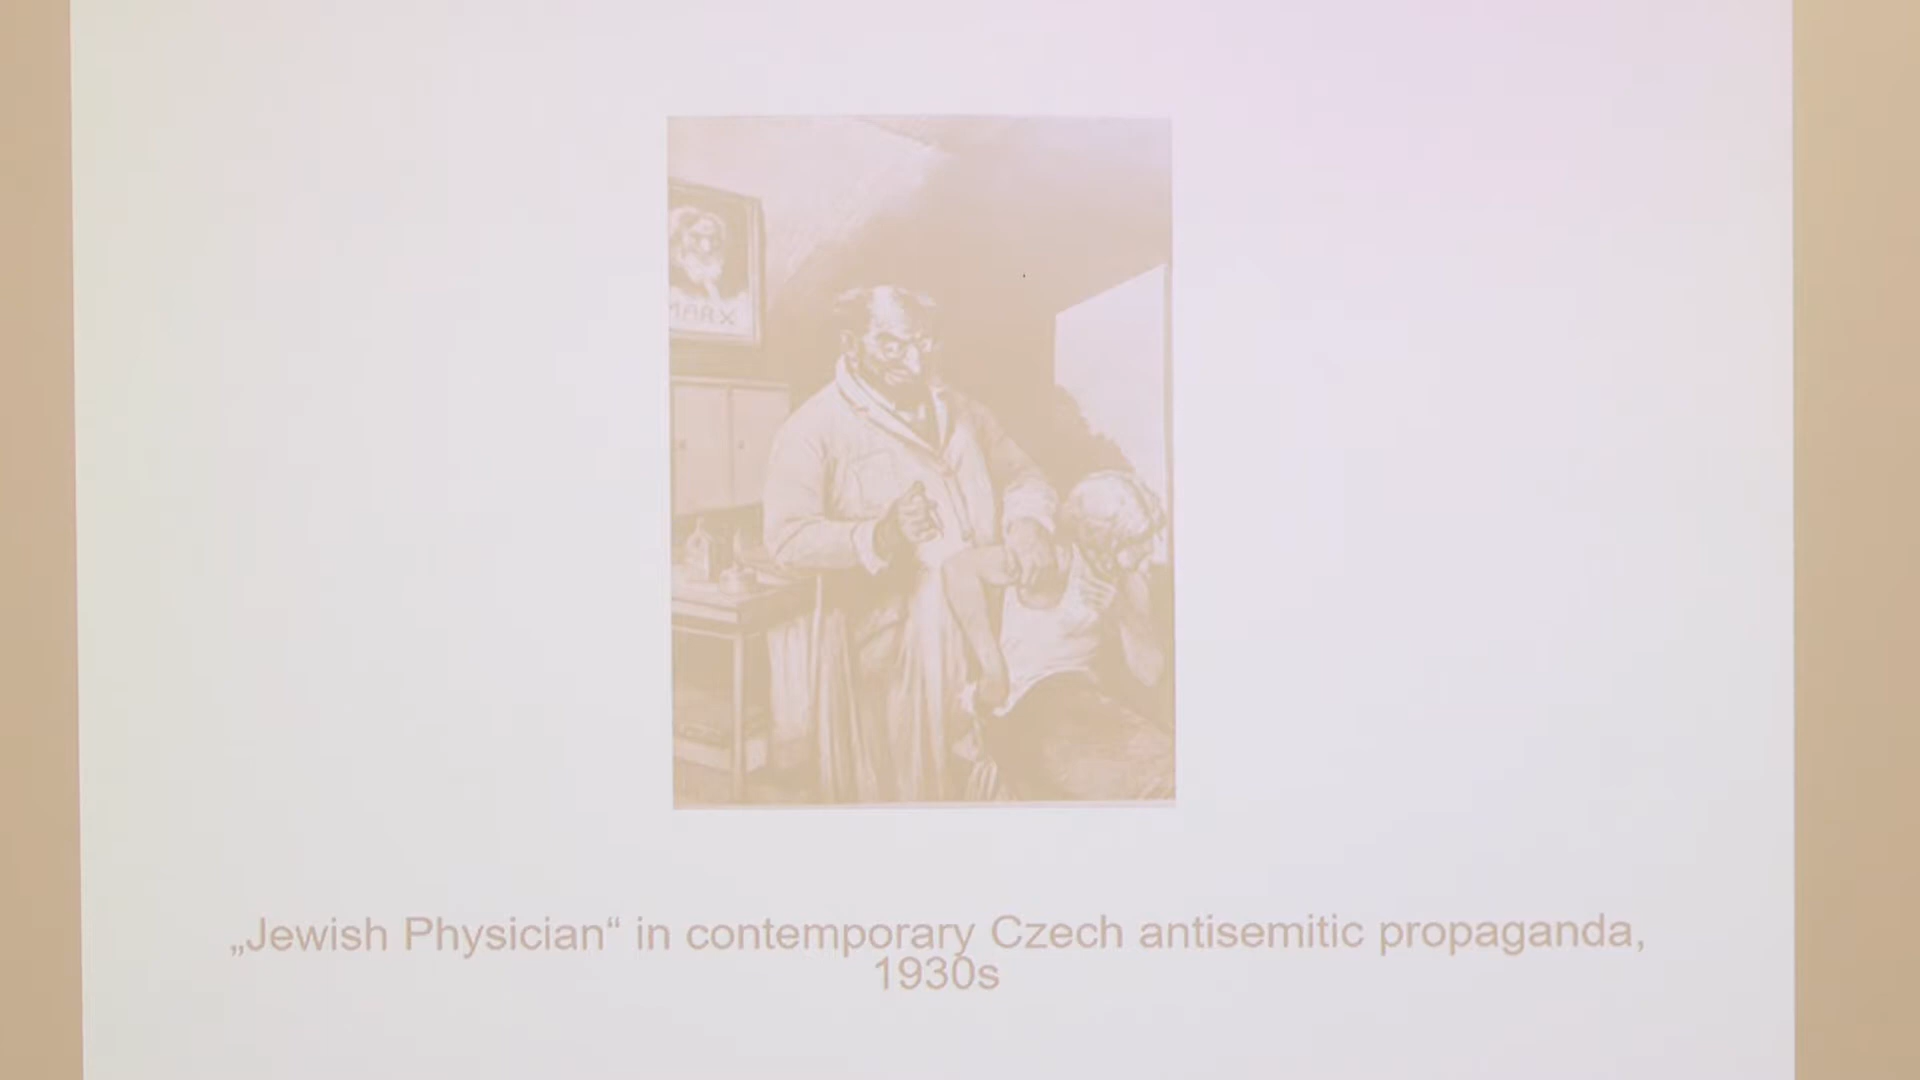 MARX
„Jewish Physician“ in contemporary Czech antisemitic propaganda,
1930s